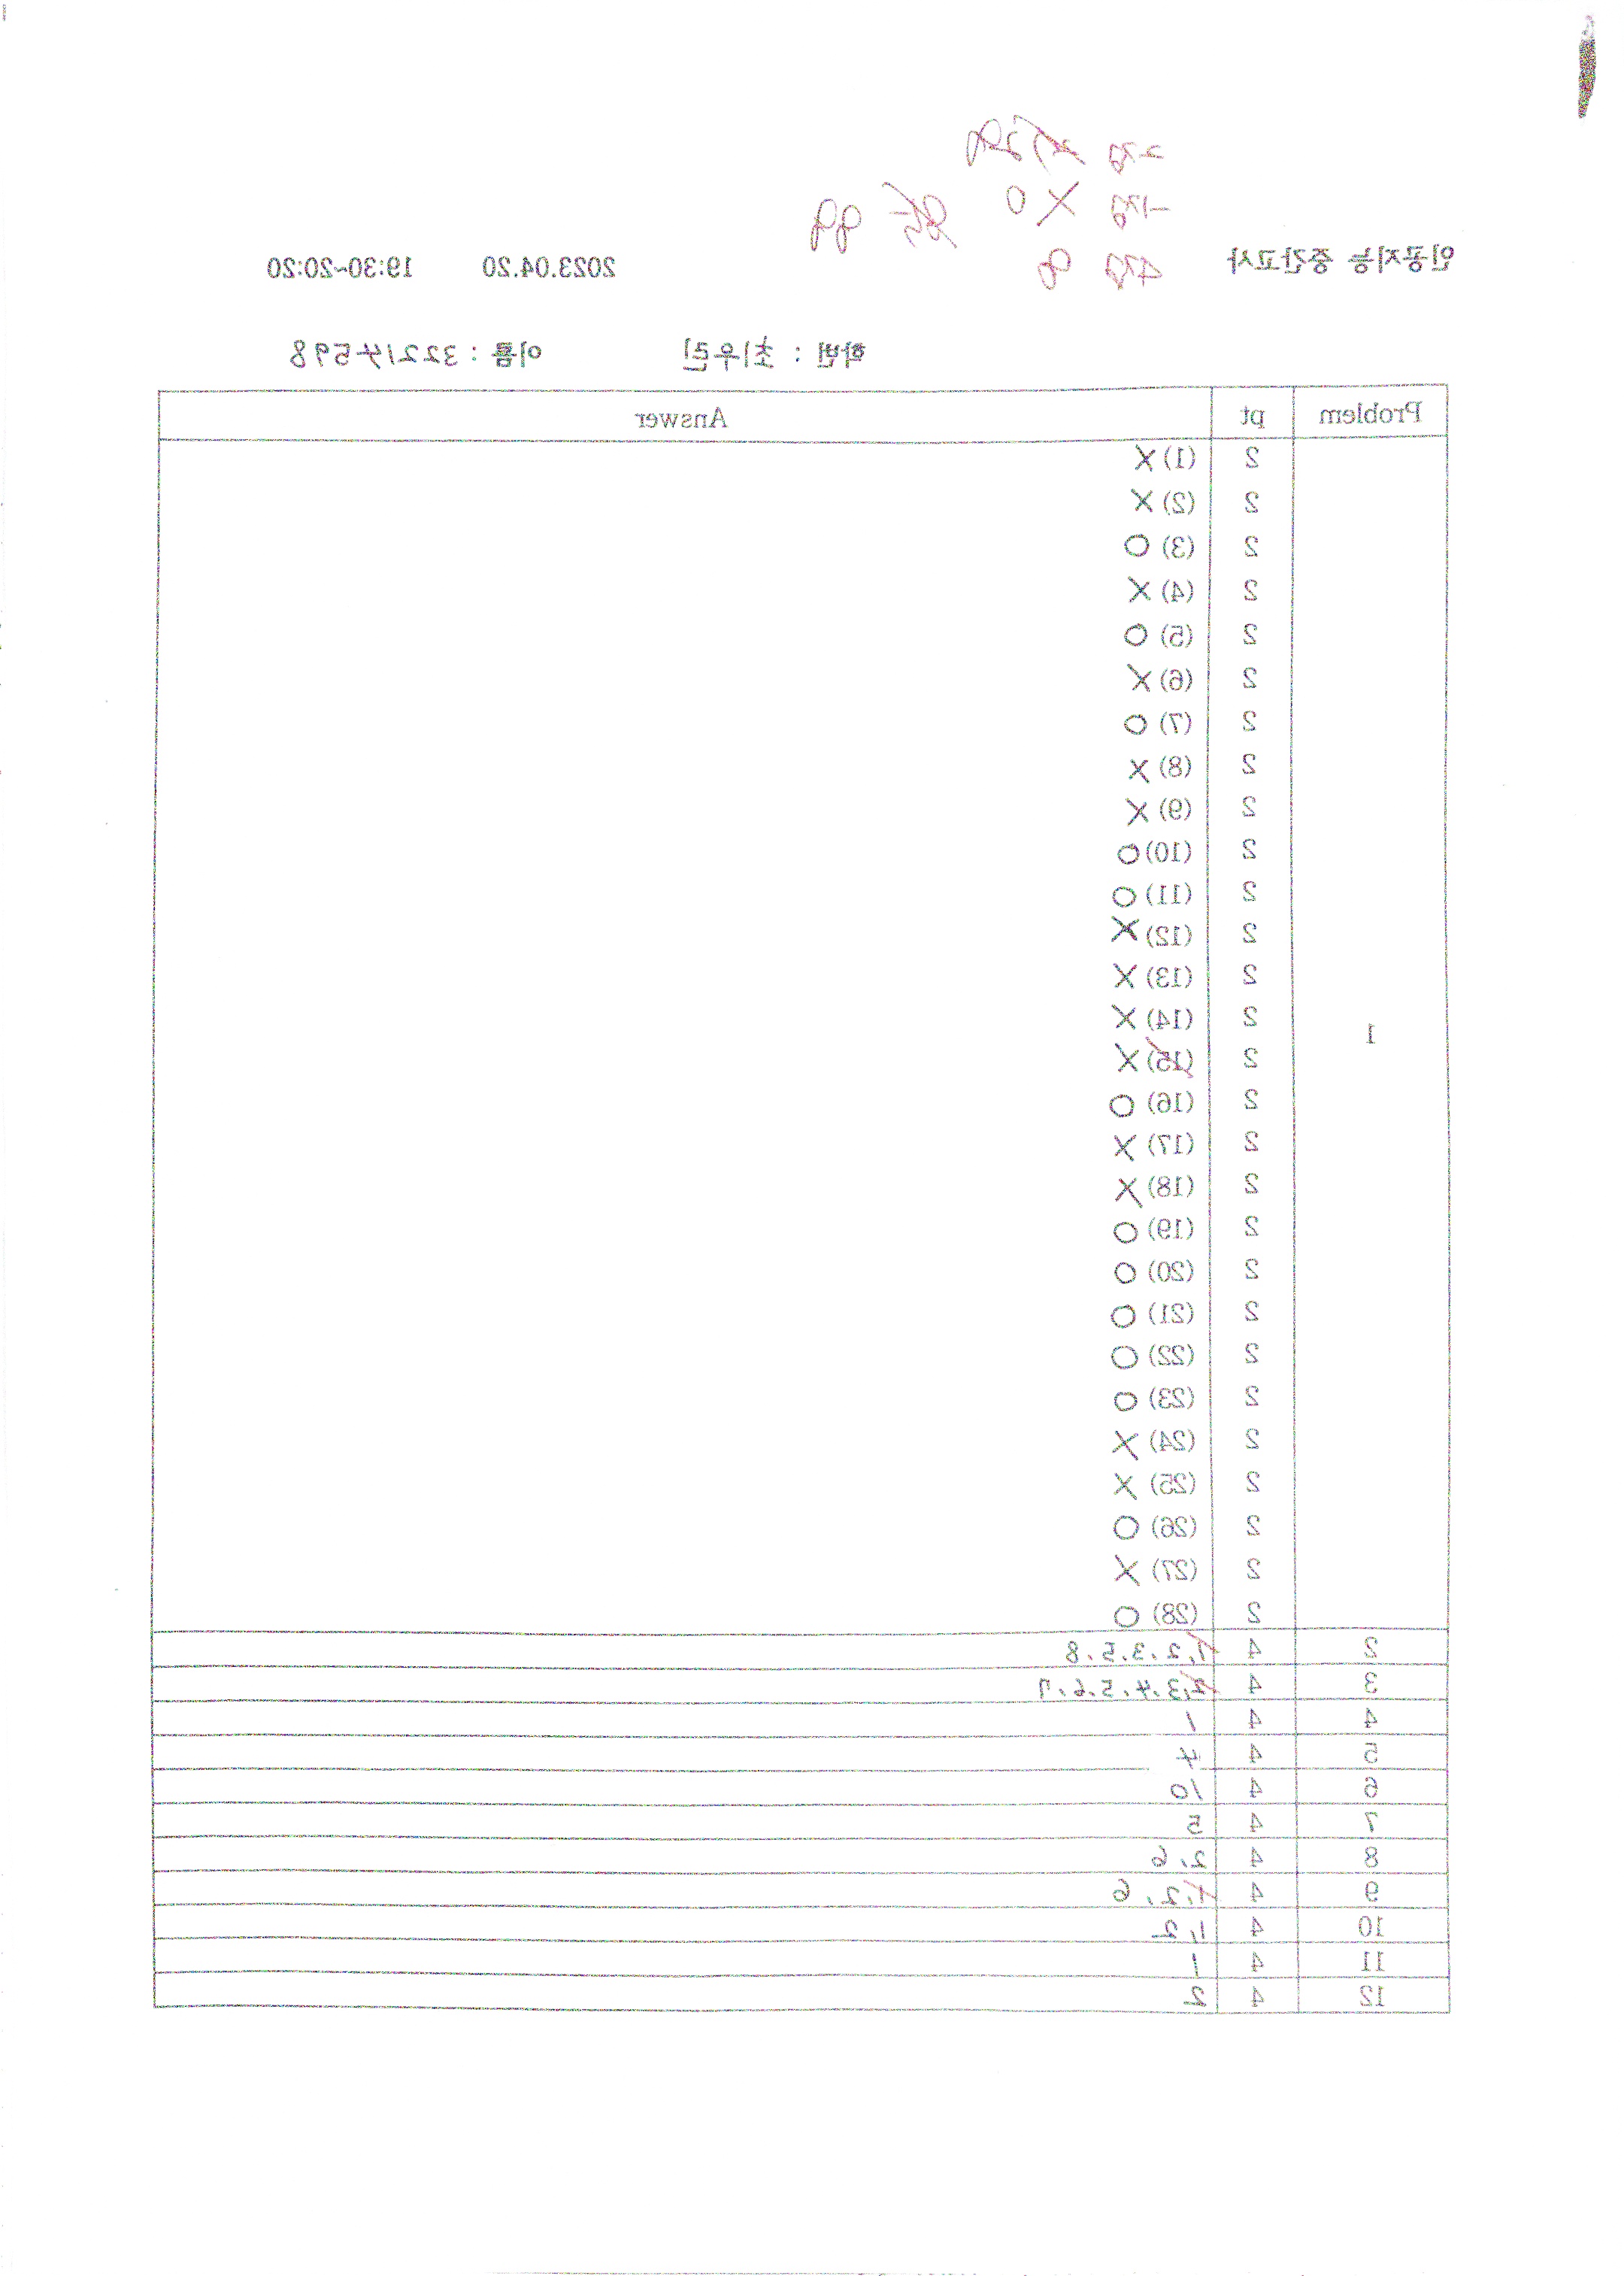 인공지능 중간고사 2023.04.20 19:30~20:20
학번 : 최우린 이름 : 32214598
Problem pt Answer
1
2 (1) X
2 (2) X
2 (3) O
2 (4) X
2 (5) O
2 (6) X
2 (7) O
2 (8) X
2 (9) X
2 (10) O
2 (11) O
2 (12) X
2 (13) X
2 (14) X
2 (15) X
2 (16) O
2 (17) X
2 (18) X
2 (19) O
2 (20) O
2 (21) O
2 (22) O
2 (23) O
2 (24) X
2 (25) X
2 (26) O
2 (27) X
2 (28) O
2 4 1, 2, 3, 5, 8
3 4 2, 3, 4, 5, 6, 7
4 4 1
5 4 4
6 4 10
7 4 5
8 4 2, 6
9 4 1, 2, 6
10 4 1, 2
11 4 1
12 4 2